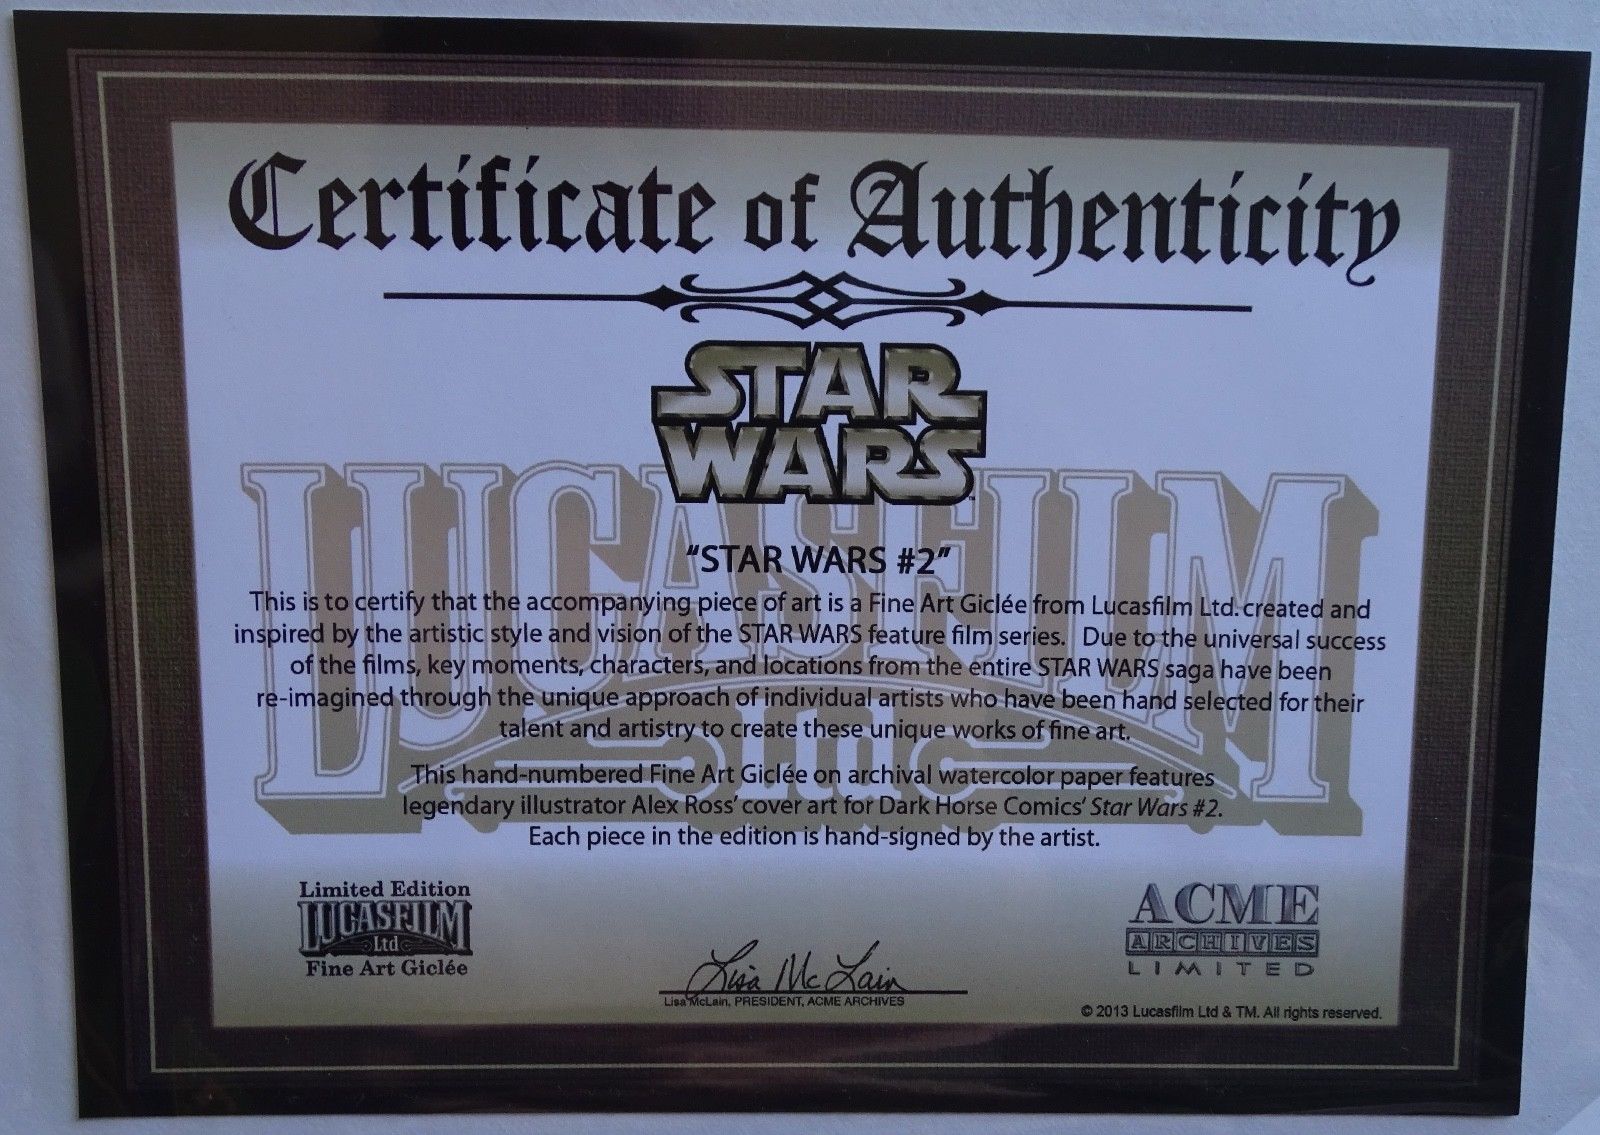 Certificate of Authenticity
STAR
WARS
LUCASFILM
Ltd
"STAR WARS #2"
This is to certify that the accompanying piece of art is a Fine Art Giclée from Lucasfilm Ltd. created and
inspired by the artistic style and vision of the STAR WARS feature film series. Due to the universal success
of the films, key moments, characters, and locations from the entire STAR WARS saga have been
re-imagined through the unique approach of individual artists who have been hand selected for their
talent and artistry to create these unique works of fine art.
This hand-numbered Fine Art Giclée on archival watercolor paper features
legendary illustrator Alex Ross' cover art for Dark Horse Comics' Star Wars #2.
Each piece in the edition is hand-signed by the artist.
Limited Edition
LUCASFILM
Ltd
Fine Art Giclée
Lisa McLain
Lisa McLain, PRESIDENT, ACME ARCHIVES
ACME
ARCHIVES
LIMITED
© 2013 Lucasfilm Ltd & TM. All rights reserved.